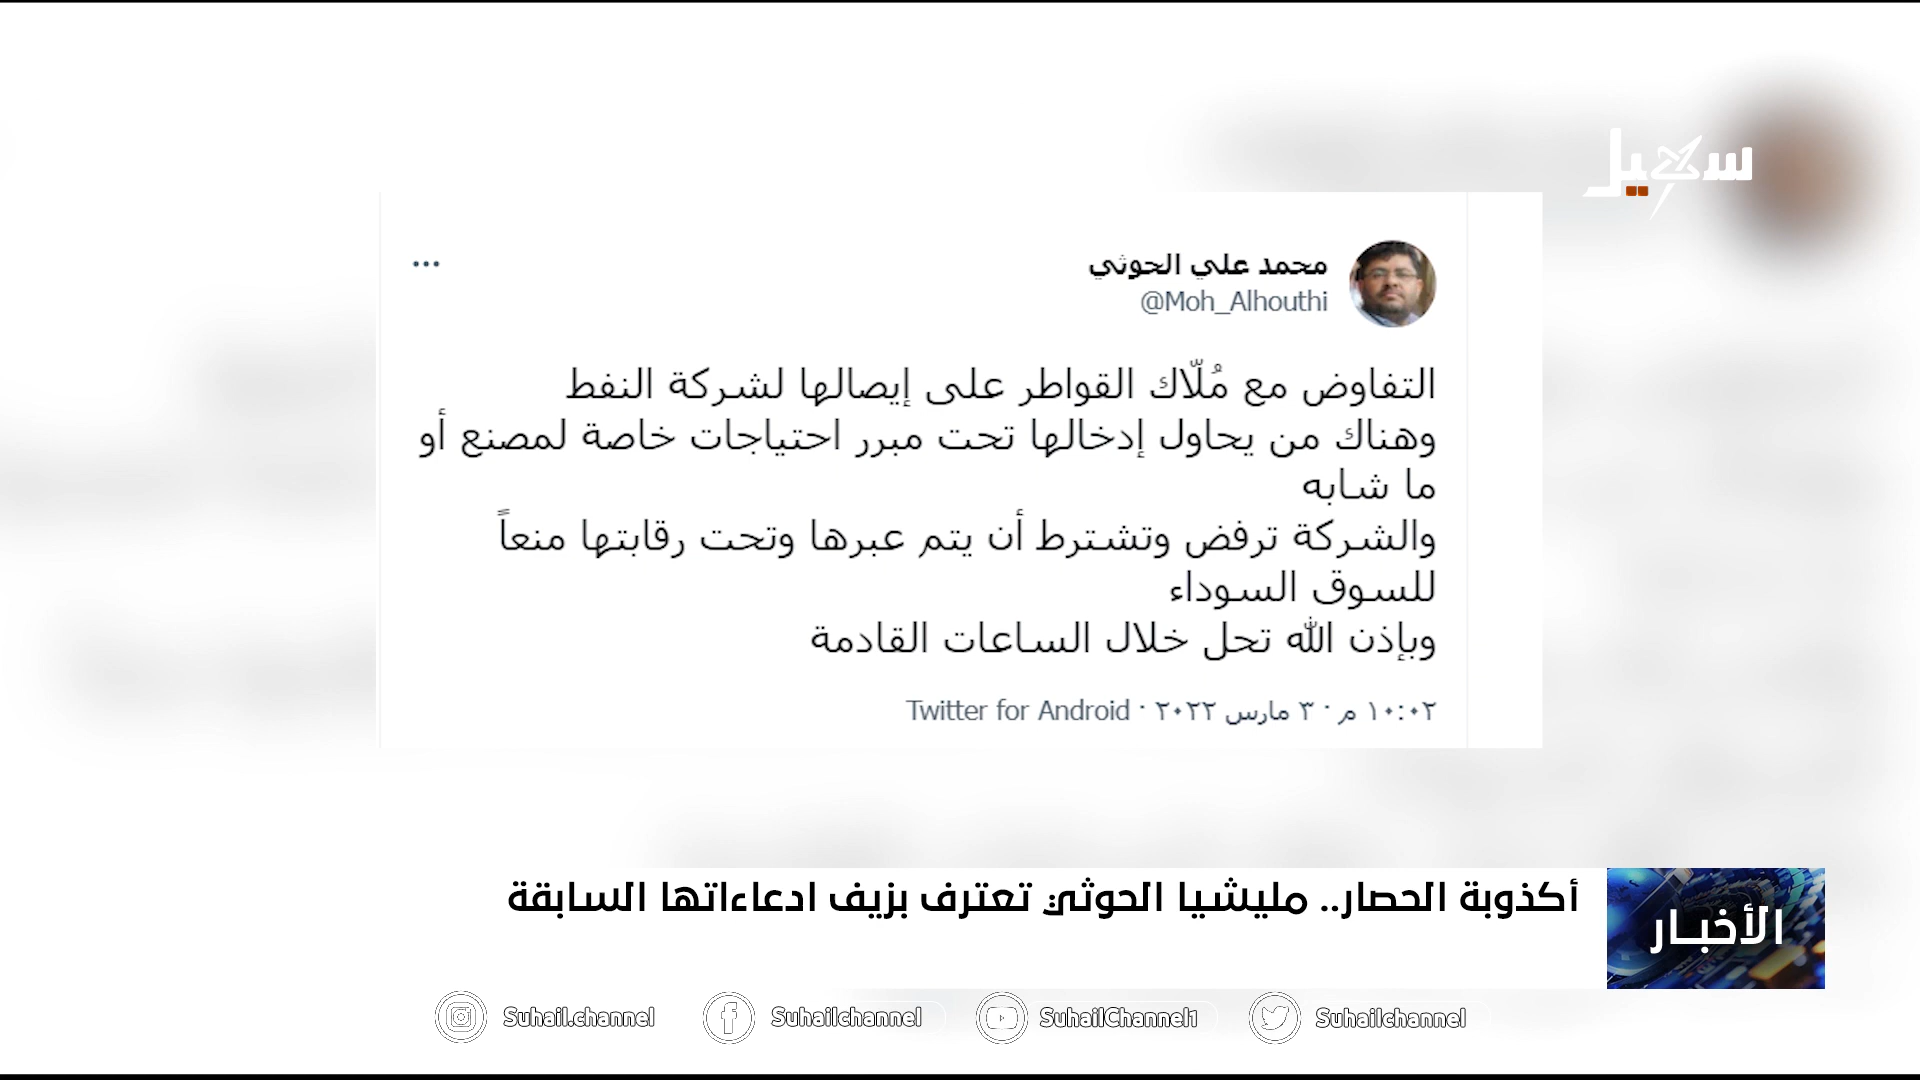 سهيل
محمد علي الحوثي
@Moh_Alhouthi
التفاوض مع مُلّاك القواطر على إيصالها لشركة النفط
وهناك من يحاول إدخالها تحت مبرر احتياجات خاصة لمصنع أو
ما شابه
والشركة ترفض وتشترط أن يتم عبرها وتحت رقابتها منعاً
للسوق السوداء
وبإذن الله تحل خلال الساعات القادمة
١٠:٠٢ م · ٣ مارس ٢٠٢٢ · Twitter for Android
أكذوبة الحصار.. مليشيا الحوثي تعترف بزيف ادعاءاتها السابقة
الأخبـار
Suhail.channel
Suhailchannel
SuhailChannel1
Suhailchannel